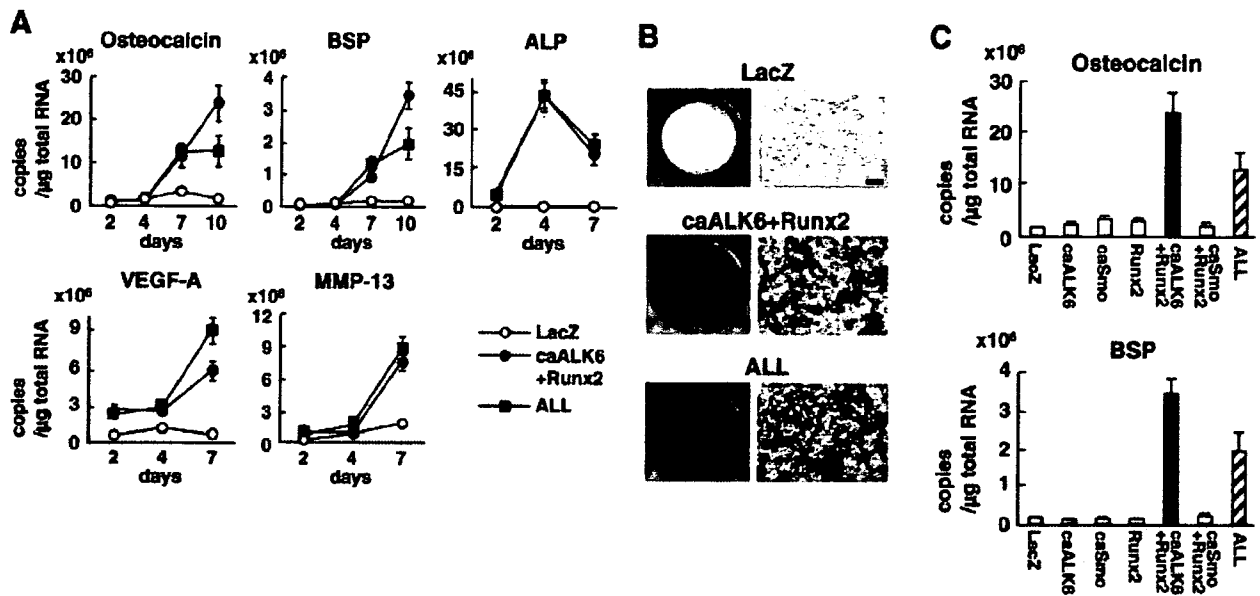 A
Osteocalcin
BSP
ALP
x10⁶
x10⁶
x10⁶
copies
/µg total RNA
30
20
10
0
2 4 7 10
days
4
3
2
1
0
2 4 7 10
days
45
30
15
0
2 4 7
days
VEGF-A
MMP-13
x10⁶
x10⁶
copies
/µg total RNA
9
6
3
0
2 4 7
days
12
9
6
3
0
2 4 7
days
LacZ
caALK6
+Runx2
ALL
B
LacZ
caALK6+Runx2
ALL
C
Osteocalcin
x10⁶
copies
/µg total RNA
30
20
10
0
LacZ
caALK6
caSmo
Runx2
caALK6
+Runx2
caSmo
+Runx2
ALL
BSP
x10⁶
copies
/µg total RNA
4
3
2
1
0
LacZ
caALK6
caSmo
Runx2
caALK6
+Runx2
caSmo
+Runx2
ALL